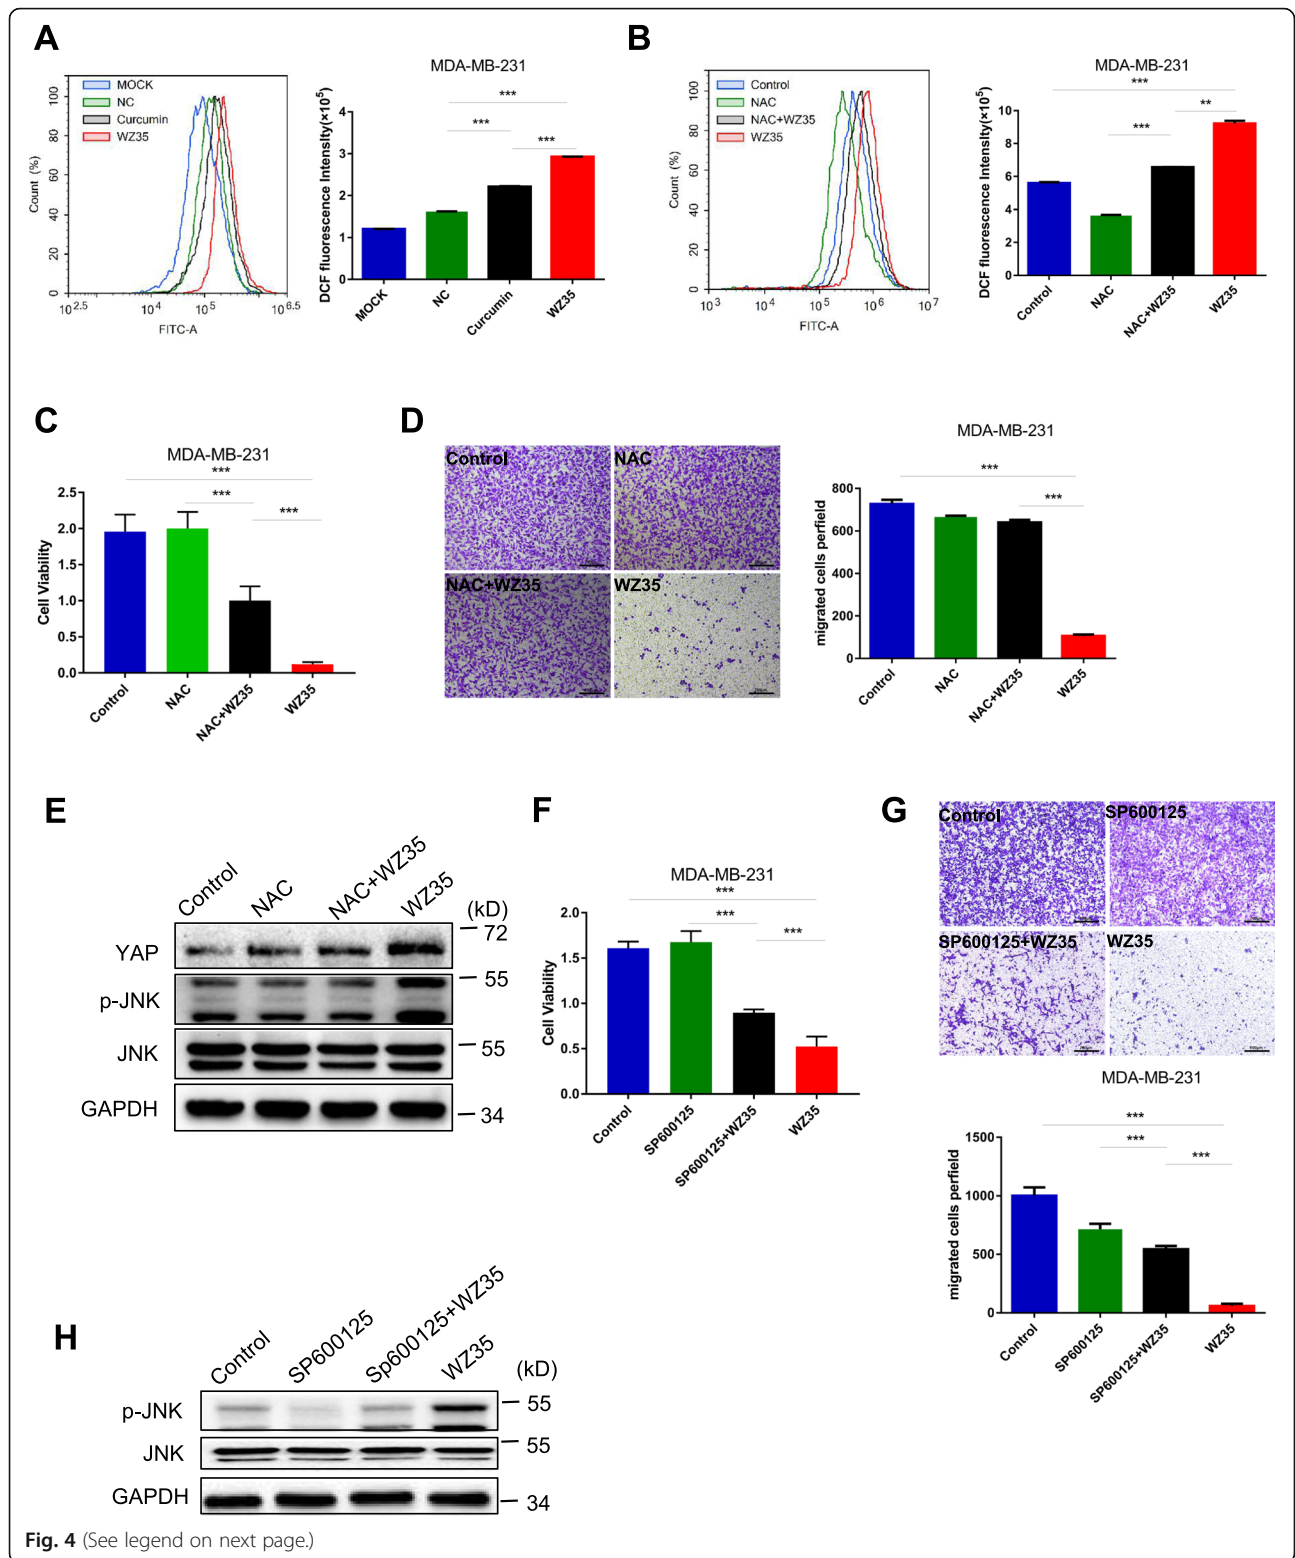 A
MOCK
NC
Curcumin
WZ35
Count (%)
100
80
60
40
20
0
10^2.5
10^4
10^5
10^6.5
FITC-A
MDA-MB-231
DCF fluorescence Intensity(×10^5)
4
3
2
1
0
***
***
***
MOCK
NC
Curcumin
WZ35
B
Control
NAC
NAC+WZ35
WZ35
Count (%)
100
80
60
40
20
0
10^3
10^4
10^5
10^6
10^7
FITC-A
MDA-MB-231
DCF fluorescence Intensity(×10^5)
10
8
6
4
2
0
***
**
***
Control
NAC
NAC+WZ35
WZ35
C
MDA-MB-231
Cell Viability
2.5
2.0
1.5
1.0
0.5
0.0
***
***
***
Control
NAC
NAC+WZ35
WZ35
D
Control
NAC
NAC+WZ35
WZ35
MDA-MB-231
migrated cells perfield
800
600
400
200
0
***
***
Control
NAC
NAC+WZ35
WZ35
E
Control
NAC
NAC+WZ35
WZ35
(kD)
YAP
72
p-JNK
55
JNK
55
GAPDH
34
F
MDA-MB-231
Cell Viability
2.0
1.5
1.0
0.5
0.0
***
***
***
Control
SP600125
SP600125+WZ35
WZ35
G
Control
SP600125
SP600125+WZ35
WZ35
MDA-MB-231
migrated cells perfield
1500
1000
500
0
***
***
***
Control
SP600125
SP600125+WZ35
WZ35
H
Control
SP600125
Sp600125+WZ35
WZ35
(kD)
p-JNK
55
JNK
55
GAPDH
34
Fig. 4 (See legend on next page.)